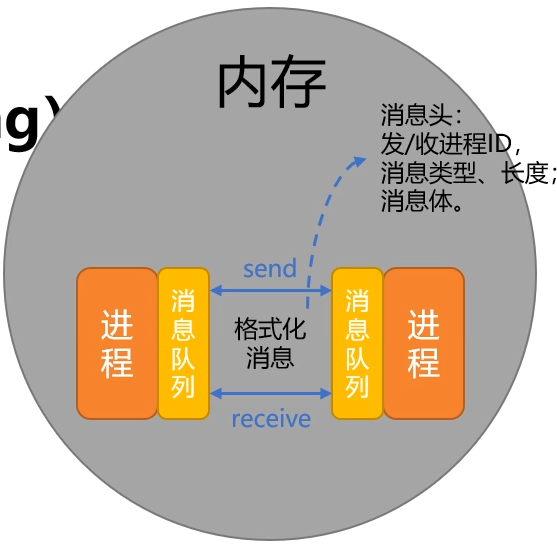 内存
ng)
消息头：
发/收进程ID，
消息类型、长度；
消息体。
send
进程
消息队列
格式化
消息
消息队列
进程
receive